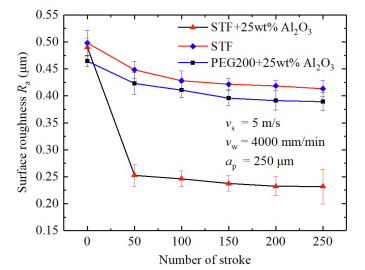 0.55
0.50
0.45
0.40
0.35
0.30
0.25
0.20
0.15
Surface roughness Ra (μm)
STF+25wt% Al2O3
STF
PEG200+25wt% Al2O3
vs = 5 m/s
vw = 4000 mm/min
ap = 250 μm
0 50 100 150 200 250
Number of stroke